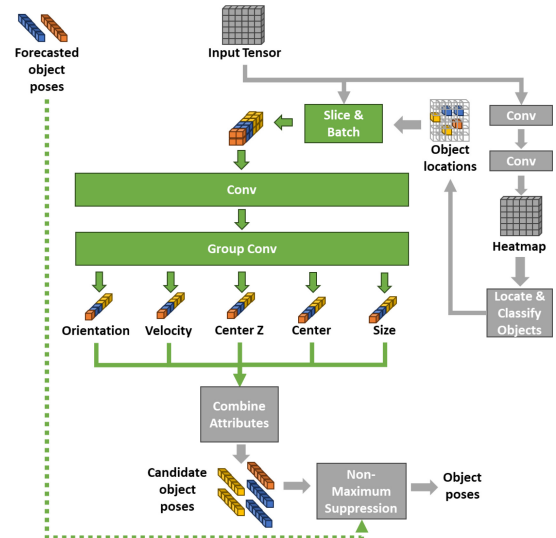 Forecasted
object
poses
Input Tensor
Slice &
Batch
Object
locations
Conv
Conv
Heatmap
Locate &
Classify
Objects
Conv
Group Conv
Orientation
Velocity
Center Z
Center
Size
Combine
Attributes
Candidate
object
poses
Non-
Maximum
Suppression
Object
poses